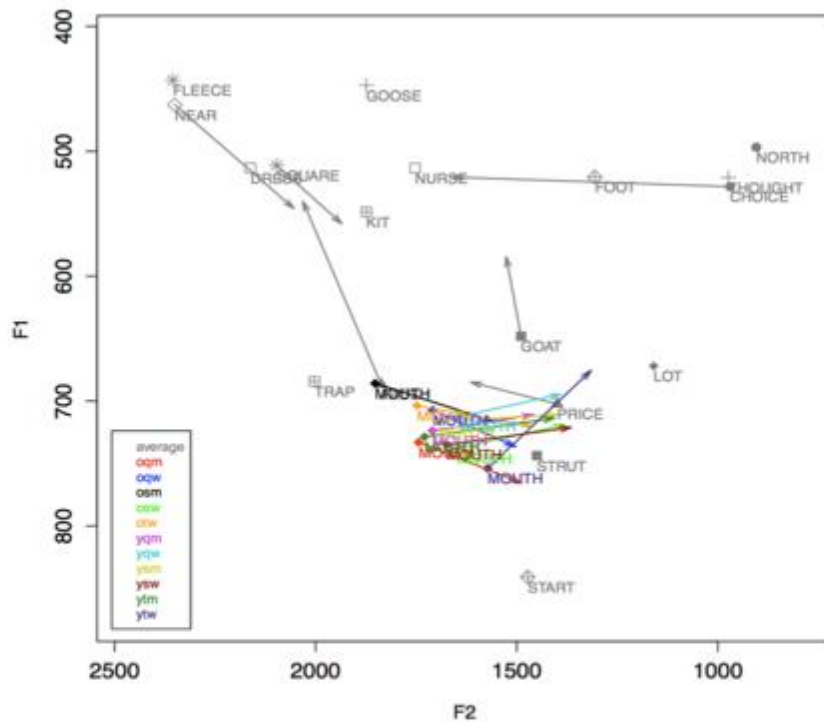 400
500
600
700
800
F1
FLEECE
GOOSE
NEAR
NORTH
SQUARE
NURSE
FOOT
THOUGHT
CHOICE
KIT
GOAT
LOT
TRAP
MOUTH
PRICE
MOUTH
MOUTH
STRUT
MOUTH
START
average
oqm
oqw
osm
osw
otw
yqm
yqw
ysm
ysw
ytm
ytw
2500
2000
1500
1000
F2